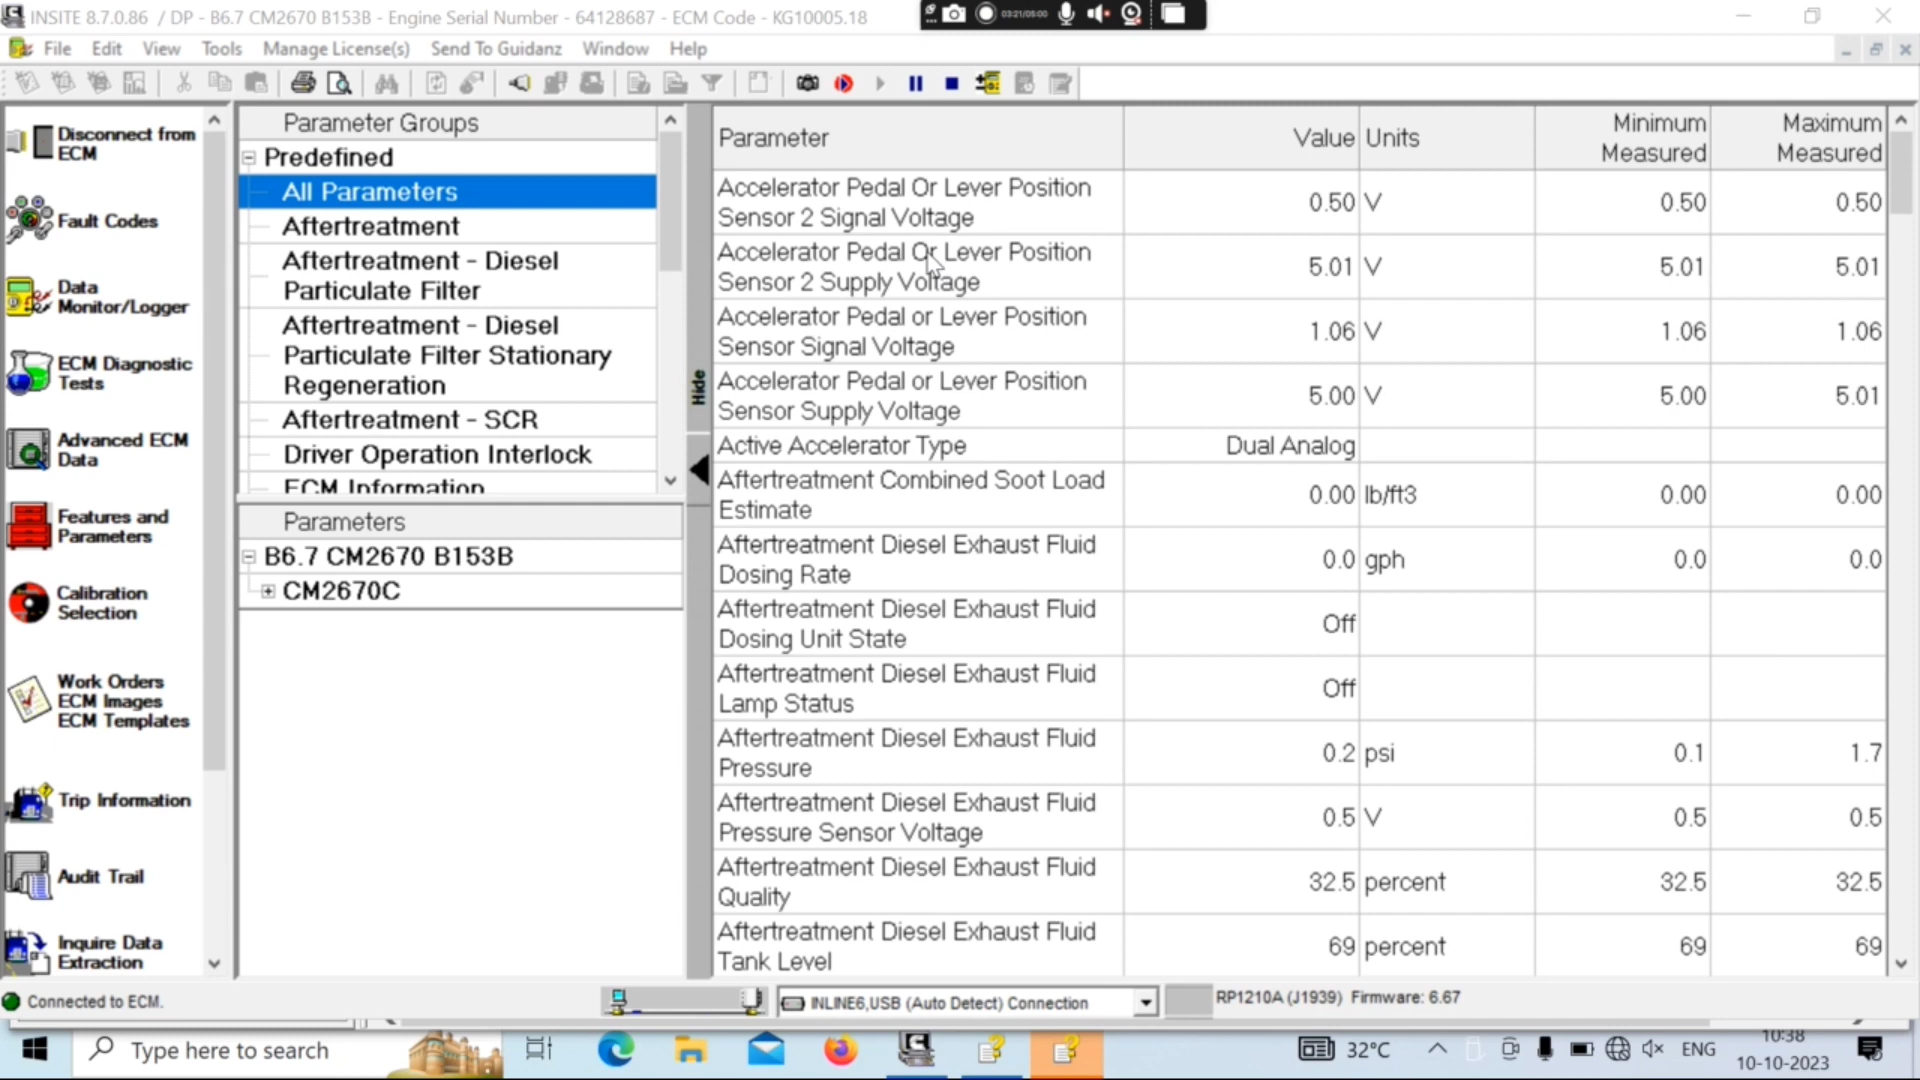 INSITE 8.7.0.86 / DP - B6.7 CM2670 B153B - Engine Serial Number - 64128687 - ECM Code - KG10005.18
03:21/05:00
File Edit View Tools Manage License(s) Send To Guidanz Window Help
Disconnect from
ECM
Fault Codes
Data
Monitor/Logger
ECM Diagnostic
Tests
Advanced ECM
Data
Features and
Parameters
Calibration
Selection
Work Orders
ECM Images
ECM Templates
Trip Information
Audit Trail
Inquire Data
Extraction
Parameter Groups
Predefined
All Parameters
Aftertreatment
Aftertreatment - Diesel
Particulate Filter
Aftertreatment - Diesel
Particulate Filter Stationary
Regeneration
Aftertreatment - SCR
Driver Operation Interlock
ECM Information
Parameters
B6.7 CM2670 B153B
CM2670C
Hide
Parameter Value Units Minimum Measured Maximum Measured
Accelerator Pedal Or Lever Position
Sensor 2 Signal Voltage 0.50 V 0.50 0.50
Accelerator Pedal Or Lever Position
Sensor 2 Supply Voltage 5.01 V 5.01 5.01
Accelerator Pedal or Lever Position
Sensor Signal Voltage 1.06 V 1.06 1.06
Accelerator Pedal or Lever Position
Sensor Supply Voltage 5.00 V 5.00 5.01
Active Accelerator Type Dual Analog
Aftertreatment Combined Soot Load
Estimate 0.00 lb/ft3 0.00 0.00
Aftertreatment Diesel Exhaust Fluid
Dosing Rate 0.0 gph 0.0 0.0
Aftertreatment Diesel Exhaust Fluid
Dosing Unit State Off
Aftertreatment Diesel Exhaust Fluid
Lamp Status Off
Aftertreatment Diesel Exhaust Fluid
Pressure 0.2 psi 0.1 1.7
Aftertreatment Diesel Exhaust Fluid
Pressure Sensor Voltage 0.5 V 0.5 0.5
Aftertreatment Diesel Exhaust Fluid
Quality 32.5 percent 32.5 32.5
Aftertreatment Diesel Exhaust Fluid
Tank Level 69 percent 69 69
Connected to ECM.
INLINE6,USB (Auto Detect) Connection
RP1210A (J1939) Firmware: 6.67
Type here to search
32°C
ENG
10:38
10-10-2023